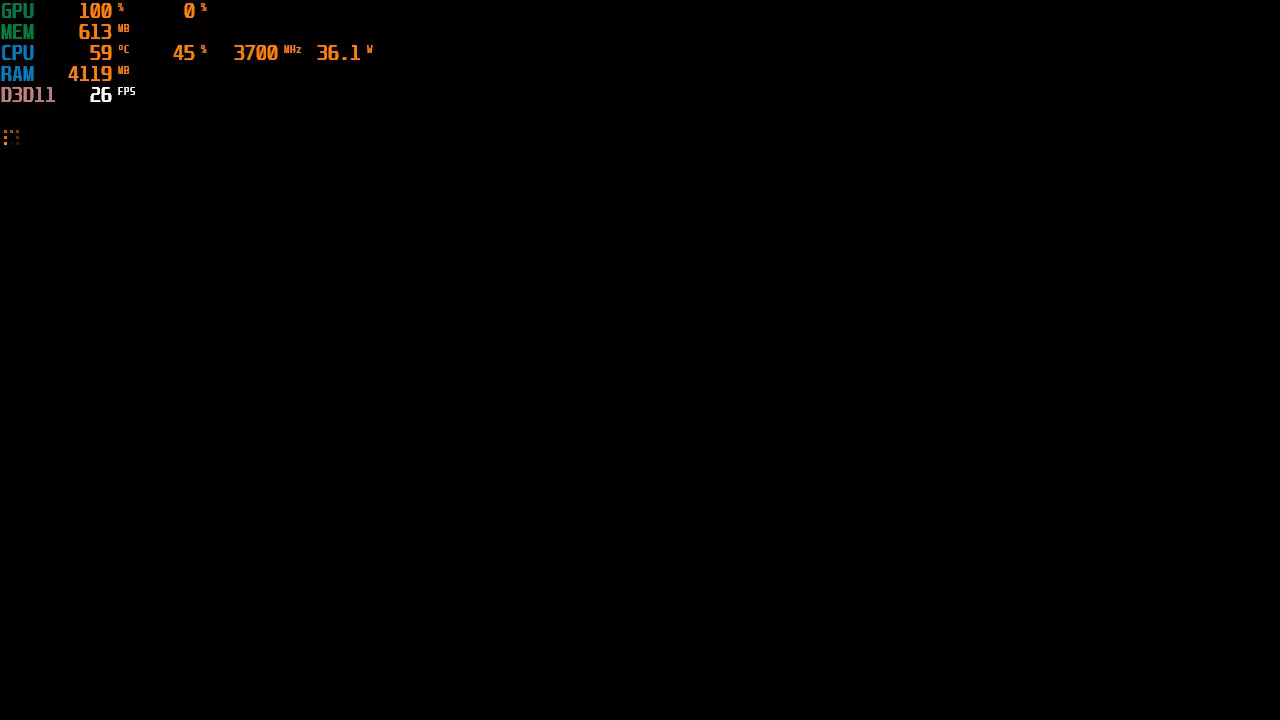 GPU 100 % 0 %
MEM 613 MB
CPU 59 °C 45 % 3700 MHz 36.1 W
RAM 4119 MB
D3D11 26 FPS